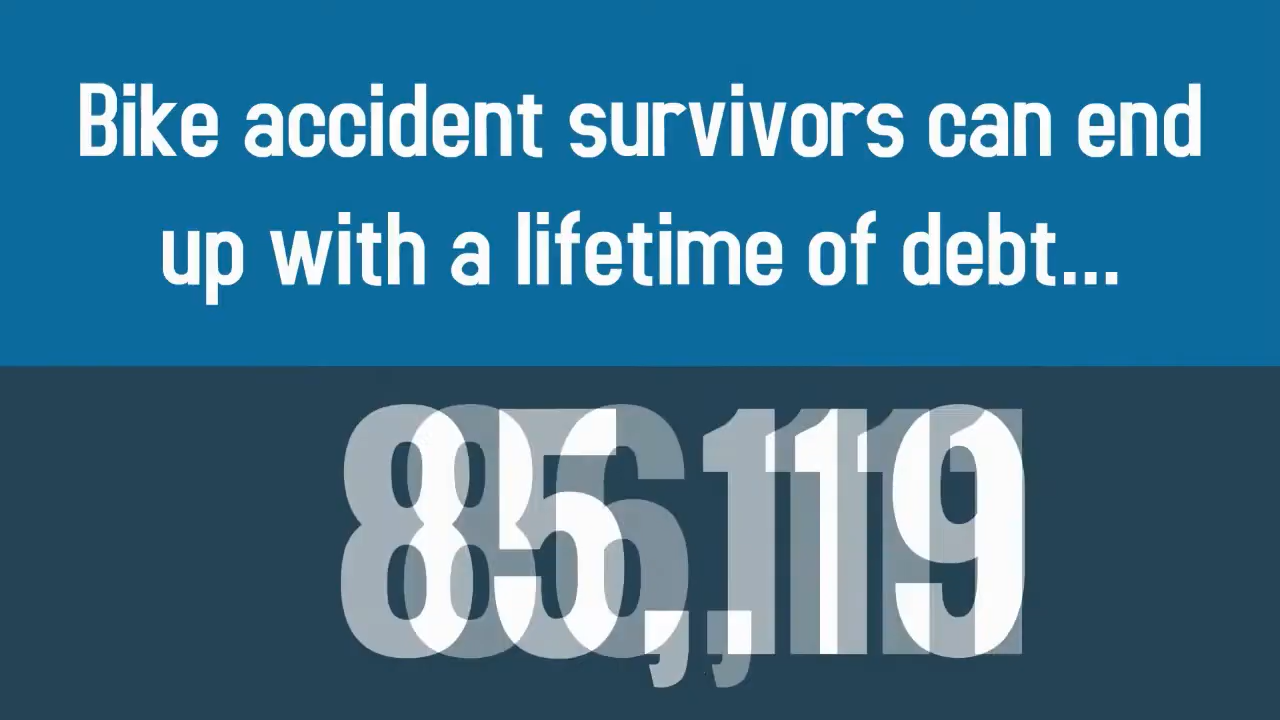 Bike accident survivors can end
up with a lifetime of debt...